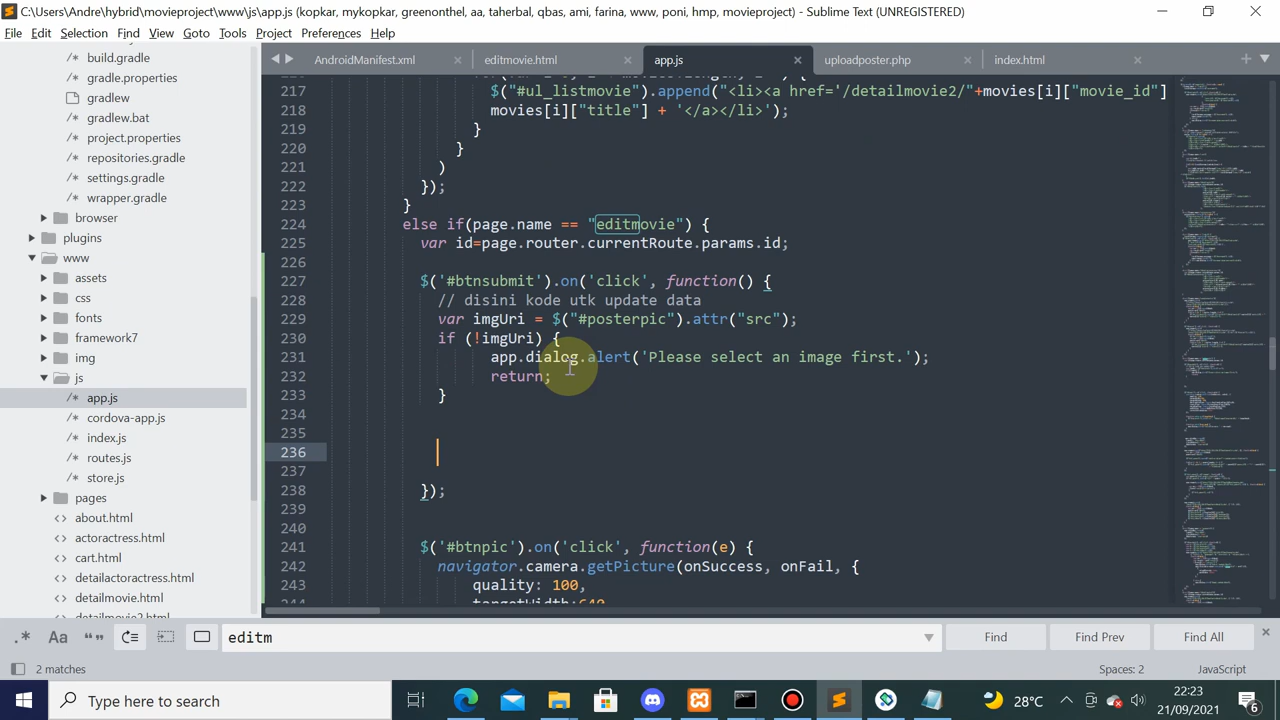 C:\Users\Andre\hybrid\movieproject\www\js\app.js (kopkar, mykopkar, greenorthel, aa, taherbal, qbas, ami, farina, www, poni, hnp, movieproject) - Sublime Text (UNREGISTERED)
File Edit Selection Find View Goto Tools Project Preferences Help
AndroidManifest.xml editmovie.html app.js uploadposter.php index.html
build.gradle
gradle.properties
gradlew
gradlew.bat
project.properties
repositories.gradle
settings.gradle
wrapper.gradle
browser
plugins
www
assets
css
fonts
framework7
img
js
app.js
cordova-app.js
index.js
routes.js
store.js
pages
about.html
actoractress.html
cart.html
detailactoractress.html
detailmovie.html
217 $("#ul_listmovie").append("<li><a href='/detailmovie2/"+movies[i]["movie_id"]
218 ies[i]["title"] + '</a></li>');
219 }
220 }
221 )
222 });
223 }
224 else if(page.name == "editmovie") {
225 var id=page.router.currentRoute.params.id;
226
227 $('#btnsubmit').on('click', function() {
228 // disini kode utk update data
229 var imgUri = $("#posterpic").attr("src");
230 if (!imgUri) {
231 app.dialog.alert('Please select an image first.');
232 return;
233 }
234
235
236
237
238 });
239
240
241 $('#btnpic').on('click', function(e) {
242 navigator.camera.getPicture(onSuccess, onFail, {
243 quality: 100,
.* Aa “” editm Find Find Prev Find All
2 matches Spaces: 2 JavaScript
Type here to search 28°C 22:23
21/09/2021 6